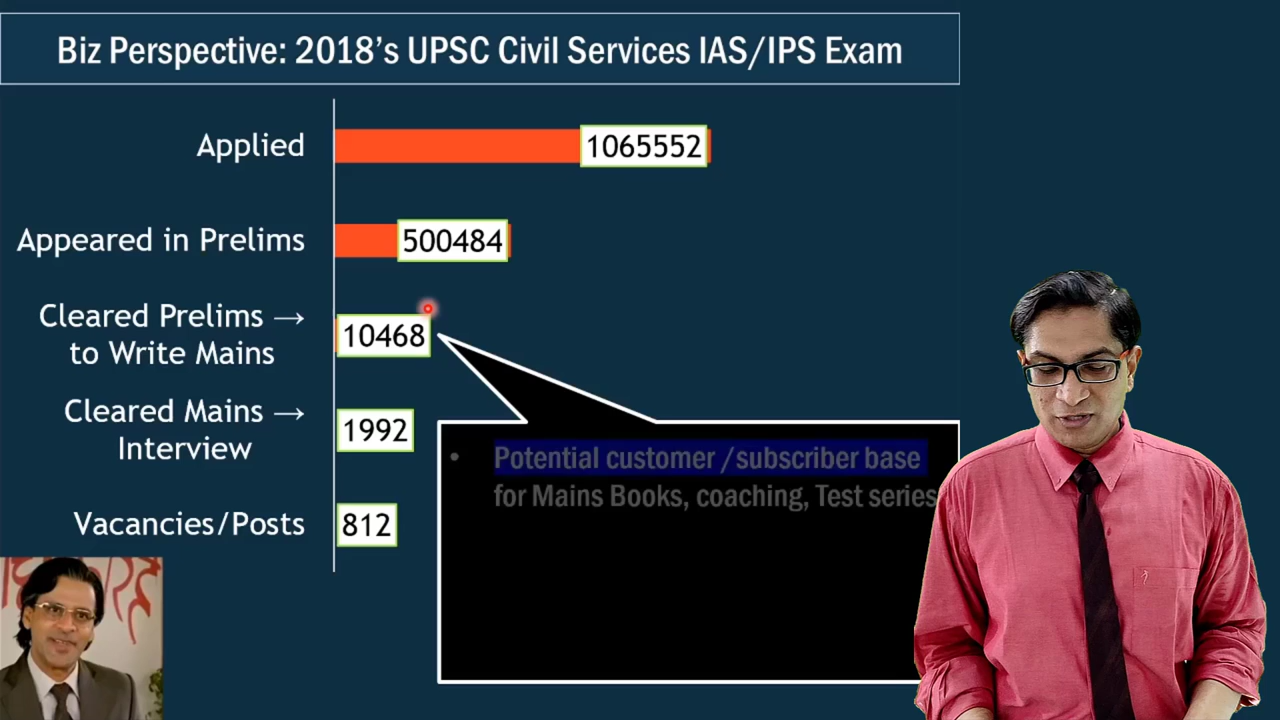 Biz Perspective: 2018’s UPSC Civil Services IAS/IPS Exam
Applied
1065552
Appeared in Prelims
500484
Cleared Prelims →
to Write Mains
10468
Cleared Mains →
Interview
1992
Vacancies/Posts
812
• Potential customer /subscriber base
for Mains Books, coaching, Test series